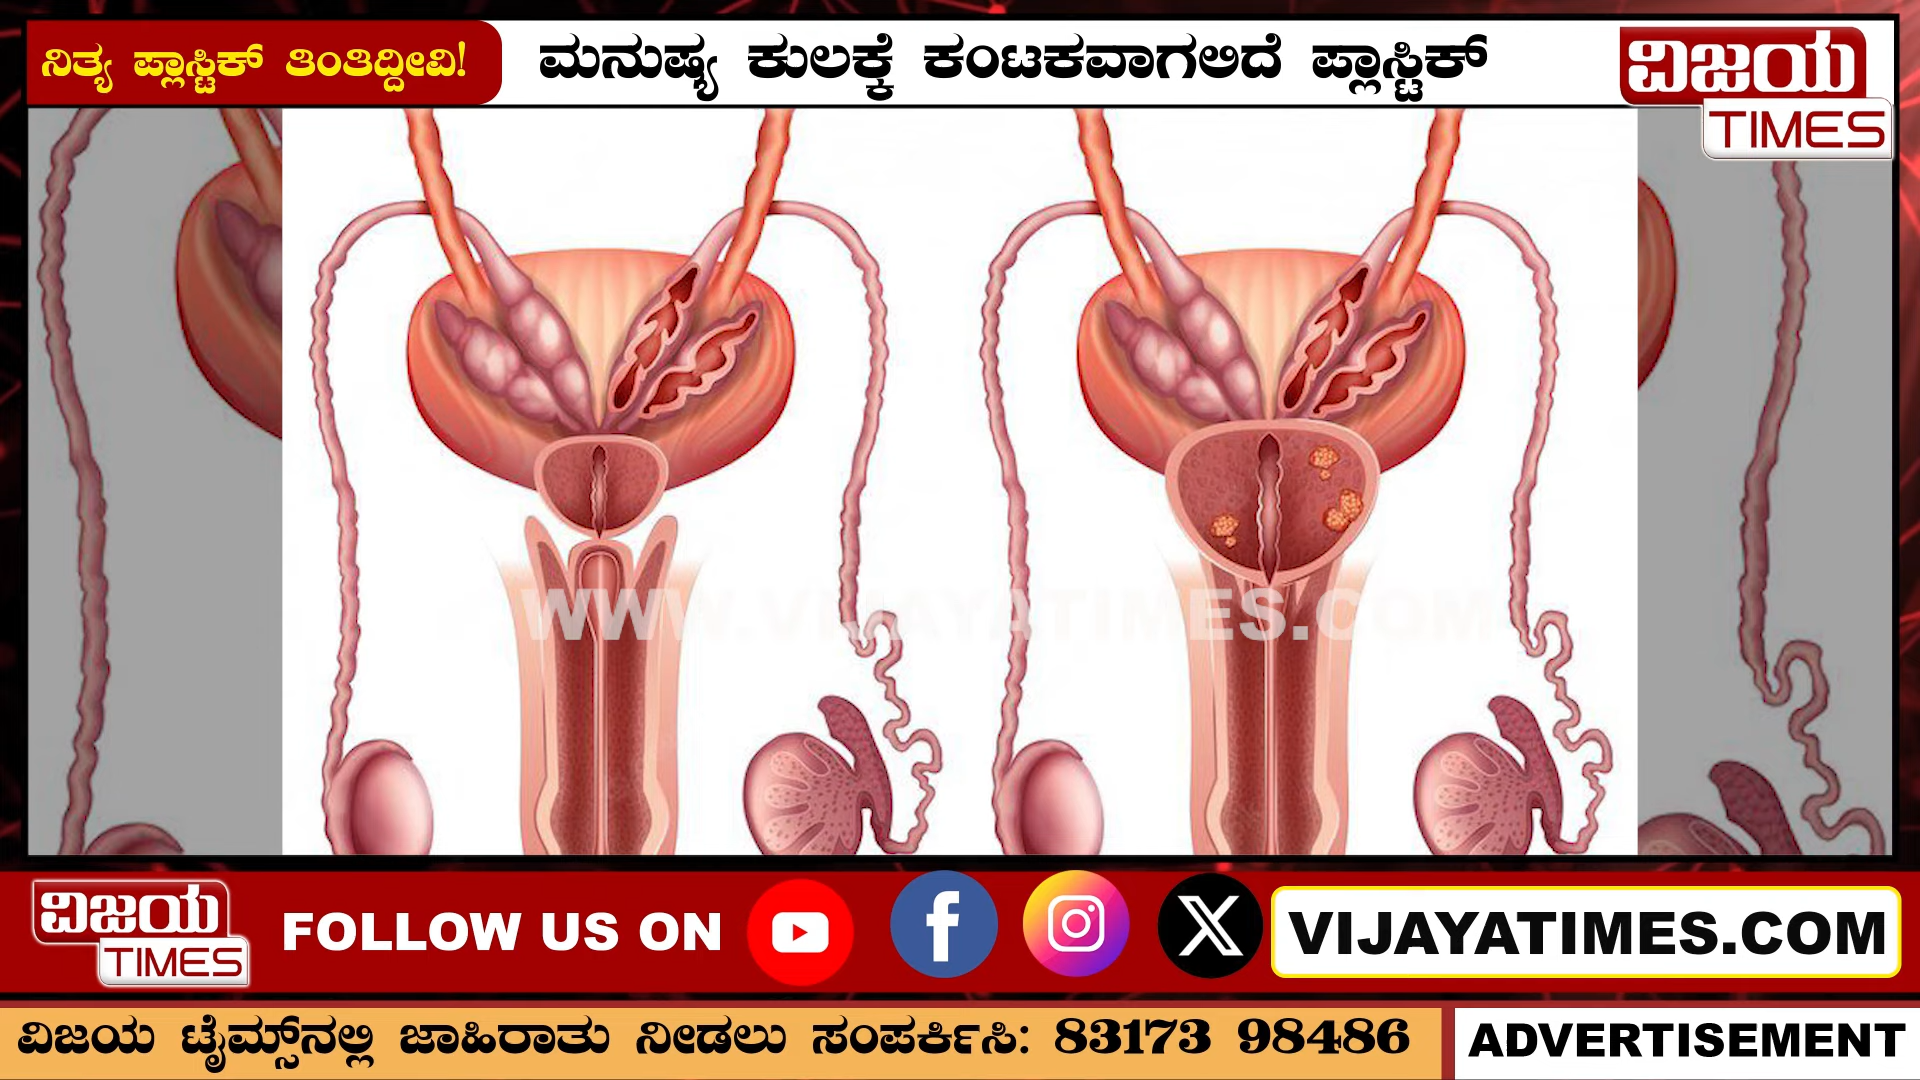 ನಿತ್ಯ ಪ್ಲಾಸ್ಟಿಕ್ ತಿಂತಿದ್ದೀವಿ!
ಮನುಷ್ಯ ಕುಲಕ್ಕೆ ಕಂಟಕವಾಗಲಿದೆ ಪ್ಲಾಸ್ಟಿಕ್
ವಿಜಯ
TIMES
WWW.VIJAYATIMES.COM
ವಿಜಯ
TIMES
FOLLOW US ON
VIJAYATIMES.COM
ವಿಜಯ ಟೈಮ್ಸ್‌ನಲ್ಲಿ ಜಾಹಿರಾತು ನೀಡಲು ಸಂಪರ್ಕಿಸಿ: 83173 98486
ADVERTISEMENT